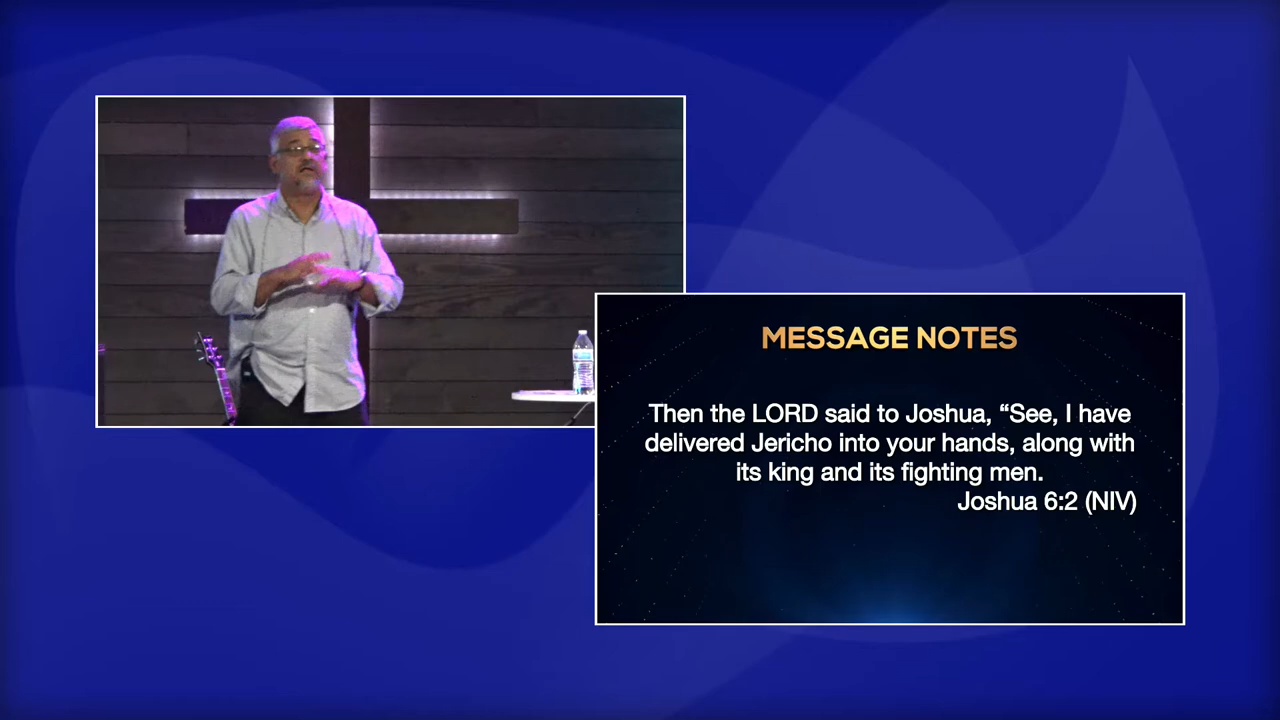 MESSAGE NOTES
Then the LORD said to Joshua, “See, I have
delivered Jericho into your hands, along with
its king and its fighting men.
Joshua 6:2 (NIV)